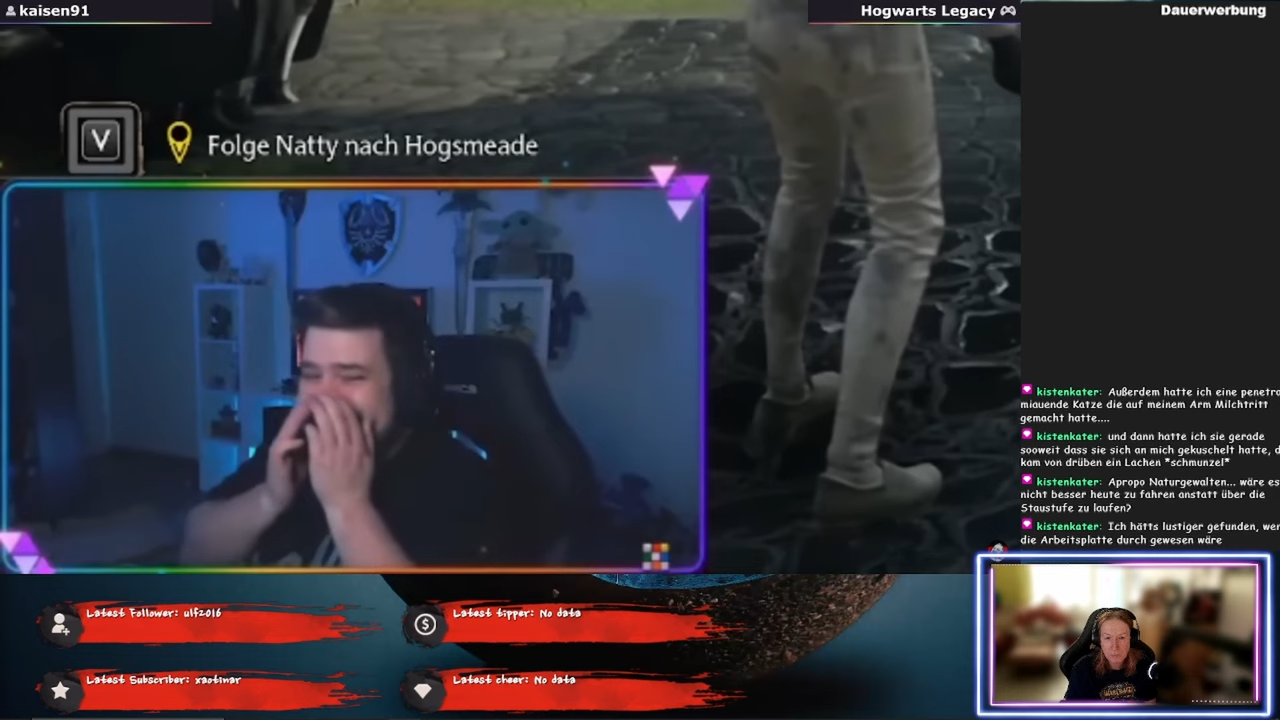 kaisen91
Hogwarts Legacy
Dauerwerbung
V
Folge Natty nach Hogsmeade
kistenkater: Außerdem hatte ich eine penetra
miauende Katze die auf meinem Arm Milchtritt
gemacht hatte....
kistenkater: und dann hatte ich sie gerade
sooweit dass sie sich an mich gekuschelt hatte, d
kam von drüben ein Lachen *schmunzel*
kistenkater: Apropo Naturgewalten... wäre es
nicht besser heute zu fahren anstatt über die
Staustufe zu laufen?
kistenkater: Ich hätts lustiger gefunden, wen
die Arbeitsplatte durch gewesen wäre
Latest Follower: ulf2016
Latest tipper: No data
Latest Subscriber: xaotinar
Latest cheer: No data